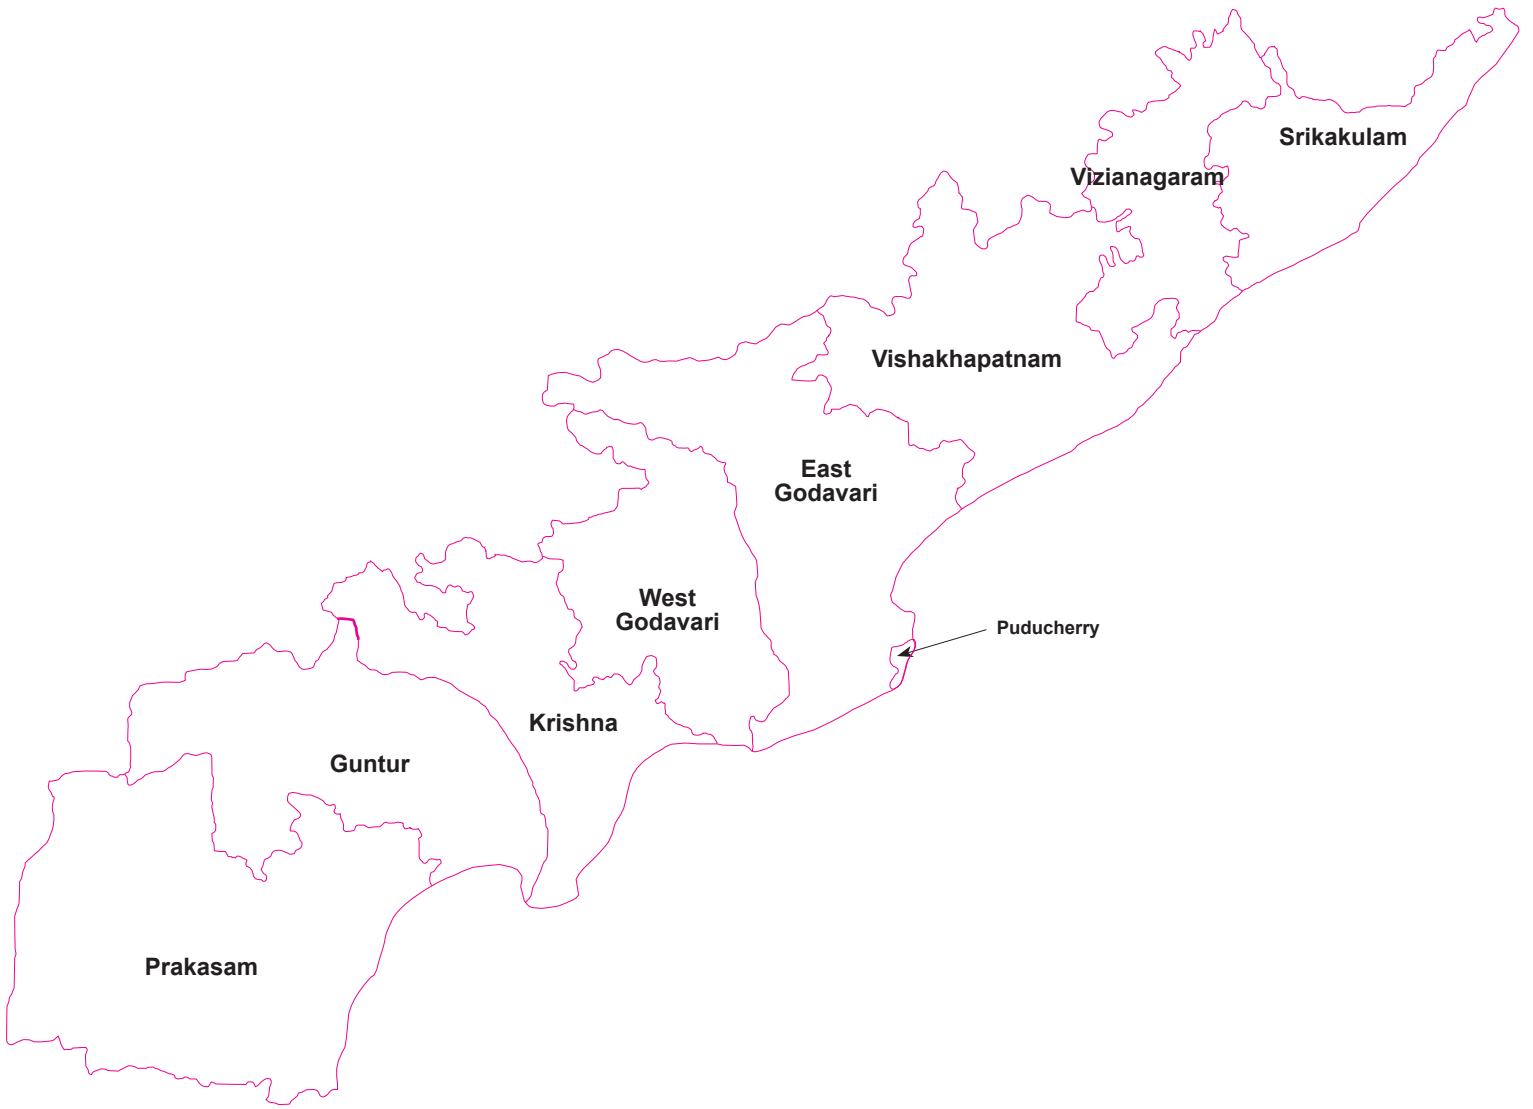 Srikakulam
Vizianagaram
Vishakhapatnam
East
Godavari
West
Godavari
Puducherry
Krishna
Guntur
Prakasam